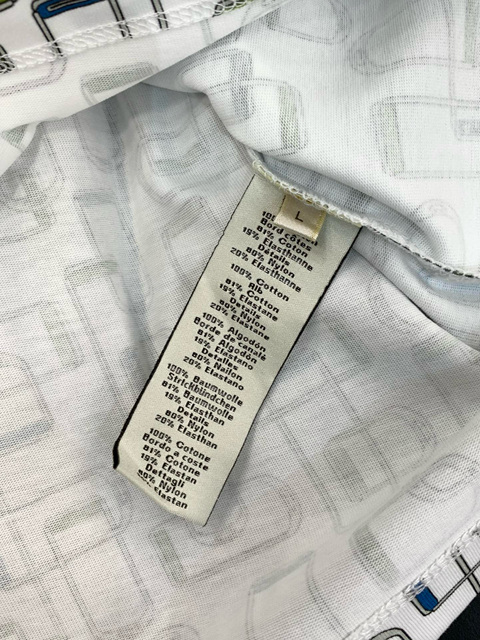 L
100%
Bord côtes
81% Coton
19% Elasthanne
Détails
80% Nylon
20% Elasthanne
100% Cotton
Rib
81% Cotton
19% Elastane
Details
80% Nylon
20% Elastane
100% Algodón
Borde de canalé
81% Algodón
19% Elastano
Detalles
80% Nailon
20% Elastano
100% Baumwolle
Strickbündchen
81% Baumwolle
19% Elasthan
Details
80% Nylon
20% Elasthan
100% Cotone
Bordo a coste
81% Cotone
19% Elastan
Dettagli
80% Nylon
Elastan